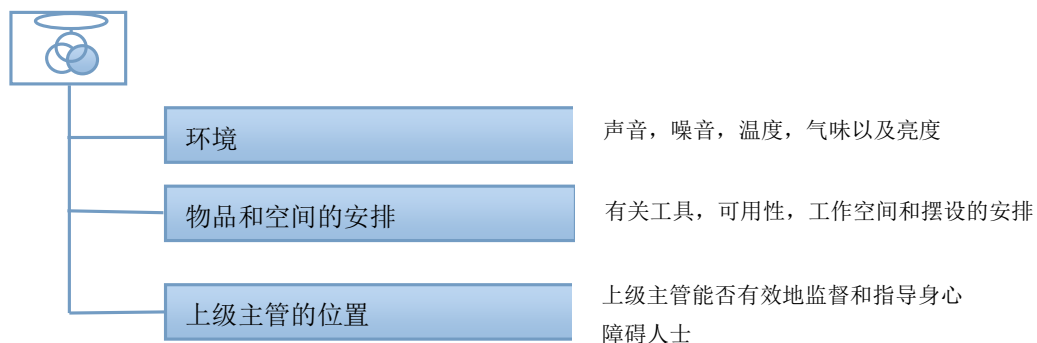 环境
声音，噪音，温度，气味以及亮度
物品和空间的安排
有关工具，可用性，工作空间和摆设的安排
上级主管的位置
上级主管能否有效地监督和指导身心
障碍人士